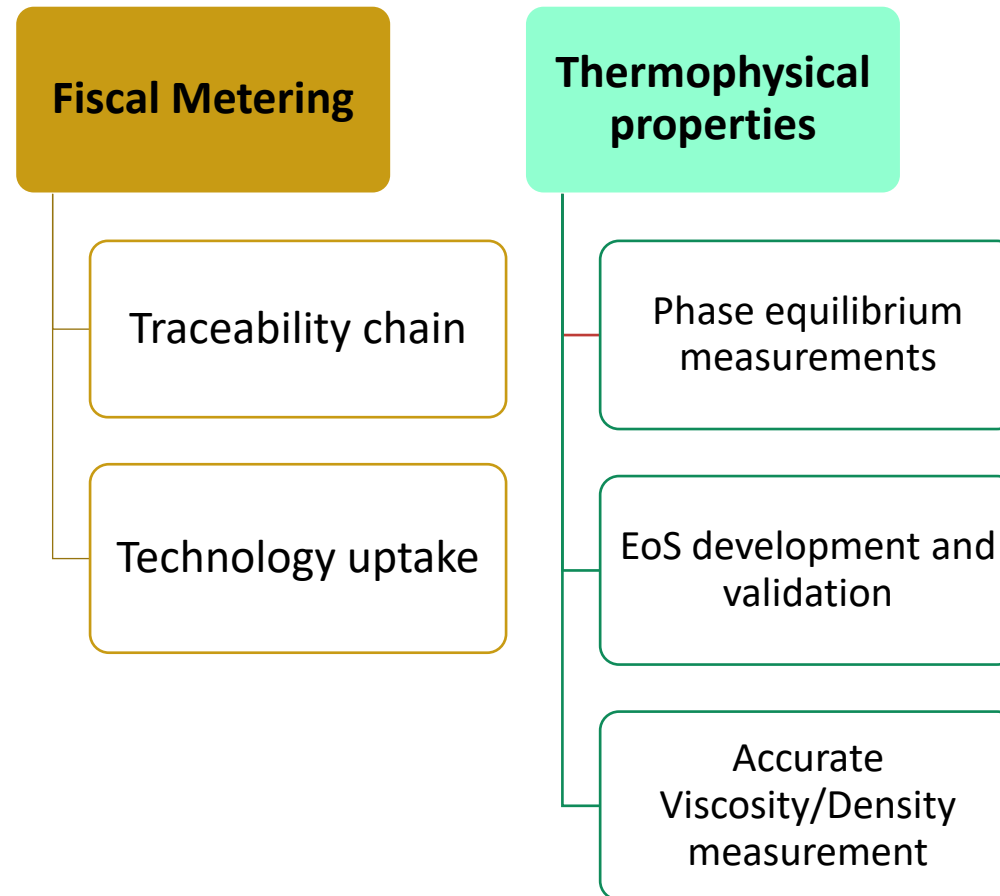 Fiscal Metering
Traceability chain
Technology uptake
Thermophysical
properties
Phase equilibrium
measurements
EoS development and
validation
Accurate
Viscosity/Density
measurement